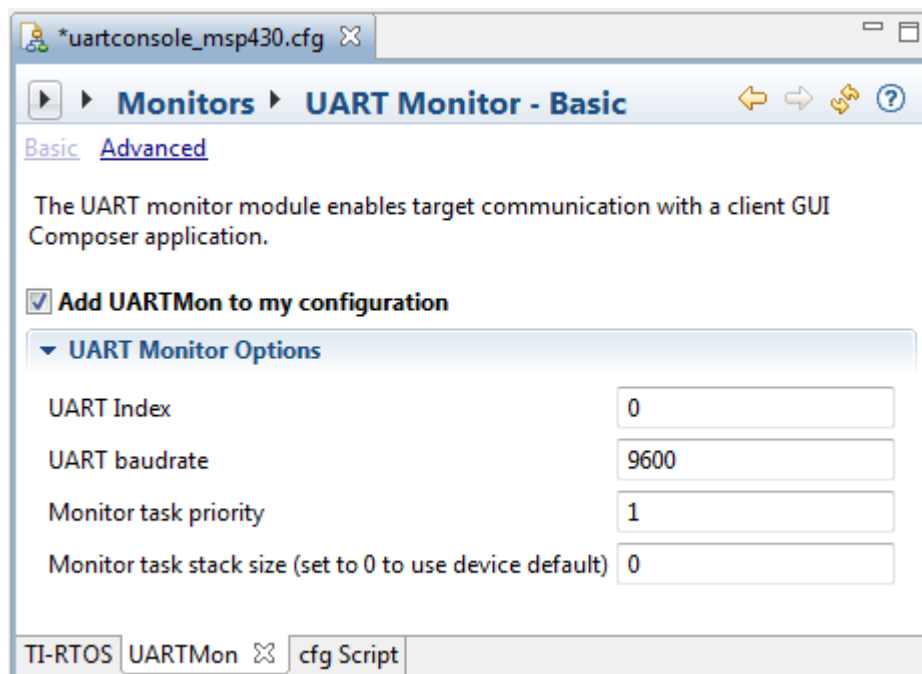 *uartconsole_msp430.cfg
Monitors UART Monitor - Basic
Basic Advanced
The UART monitor module enables target communication with a client GUI
Composer application.
Add UARTMon to my configuration
UART Monitor Options
UART Index 0
UART baudrate 9600
Monitor task priority 1
Monitor task stack size (set to 0 to use device default) 0
TI-RTOS UARTMon cfg Script